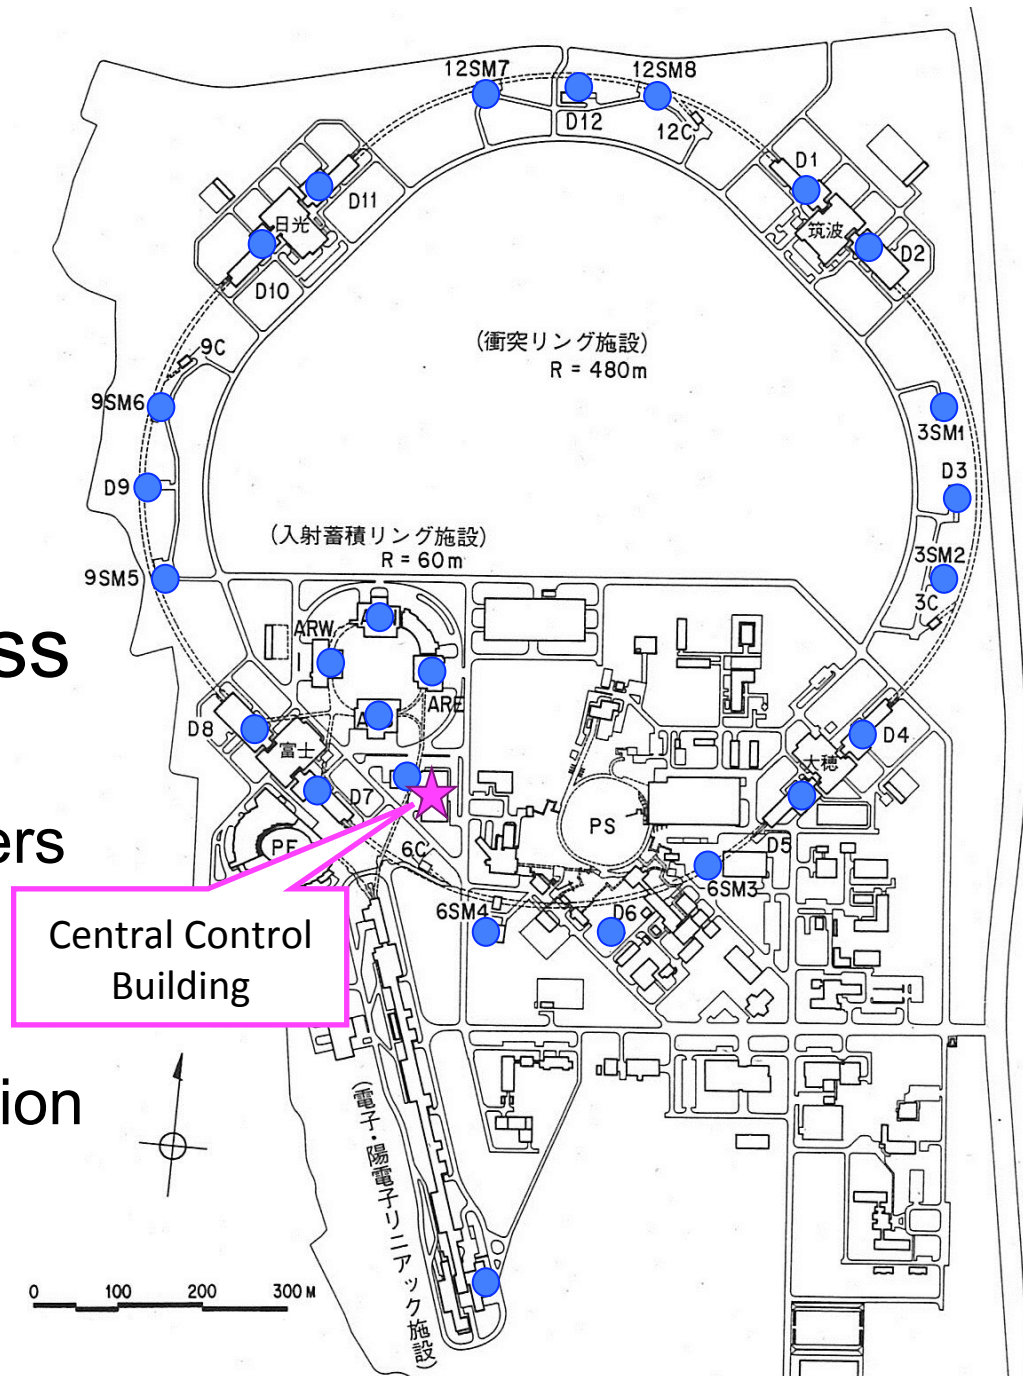 12SM7
12SM8
D12
12C
D1
D11
日光
筑波
D2
D10
(衝突リング施設)
R = 480m
9C
9SM6
3SM1
D9
D3
(入射蓄積リング施設)
R = 60m
9SM5
3SM2
3C
ss
ARW
ARE
D8
富士
D4
大穂
D7
PS
ers
PF
6C
D5
6SM3
6SM4
D6
Central Control
Building
ion
(電子・陽電子リニアック施設)
0 100 200 300 M